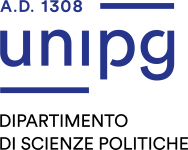 A.D. 1308
unipg
DIPARTIMENTO
DI SCIENZE POLITICHE